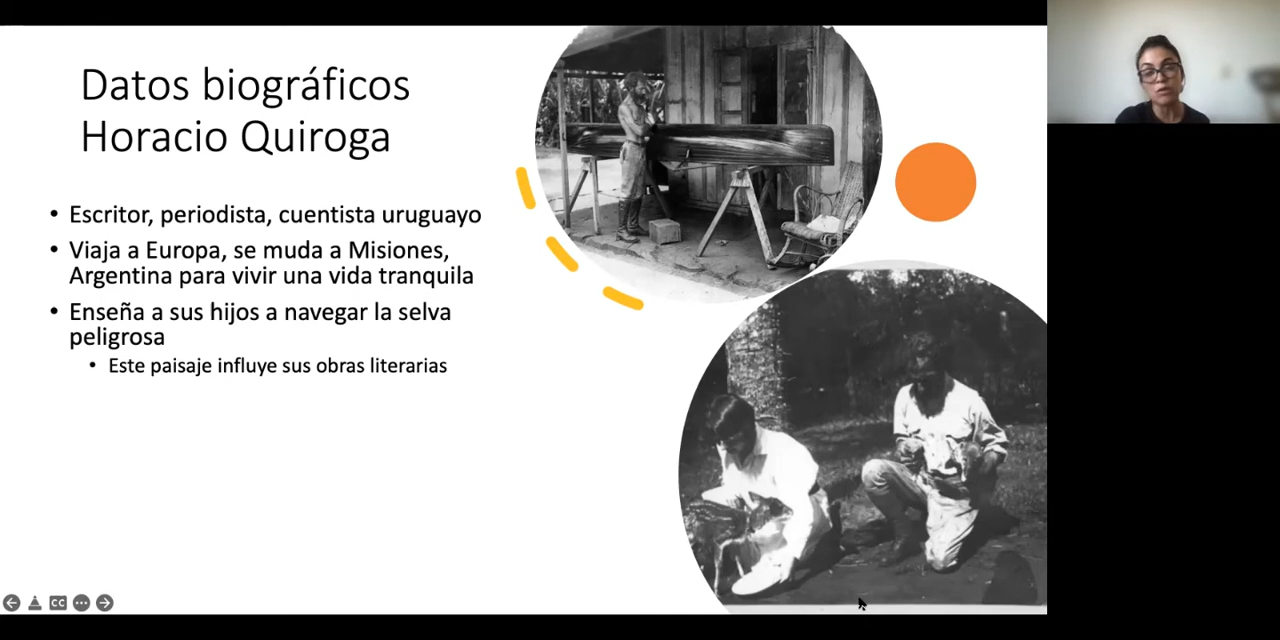 Datos biográficos
Horacio Quiroga
• Escritor, periodista, cuentista uruguayo
• Viaja a Europa, se muda a Misiones,
Argentina para vivir una vida tranquila
• Enseña a sus hijos a navegar la selva
peligrosa
• Este paisaje influye sus obras literarias
CC